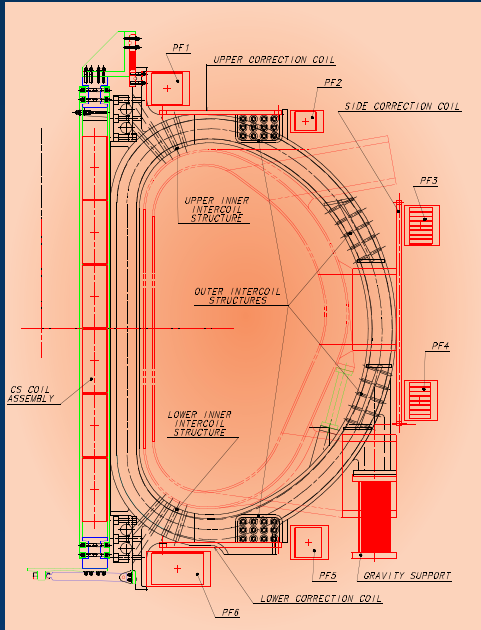 PF1
UPPER CORRECTION COIL
PF2
SIDE CORRECTION COIL
PF3
UPPER INNER
INTERCOIL
STRUCTURE
OUTER INTERCOIL
STRUCTURES
PF4
CS COIL
ASSEMBLY
LOWER INNER
INTERCOIL
STRUCTURE
PF5
GRAVITY SUPPORT
LOWER CORRECTION COIL
PF6